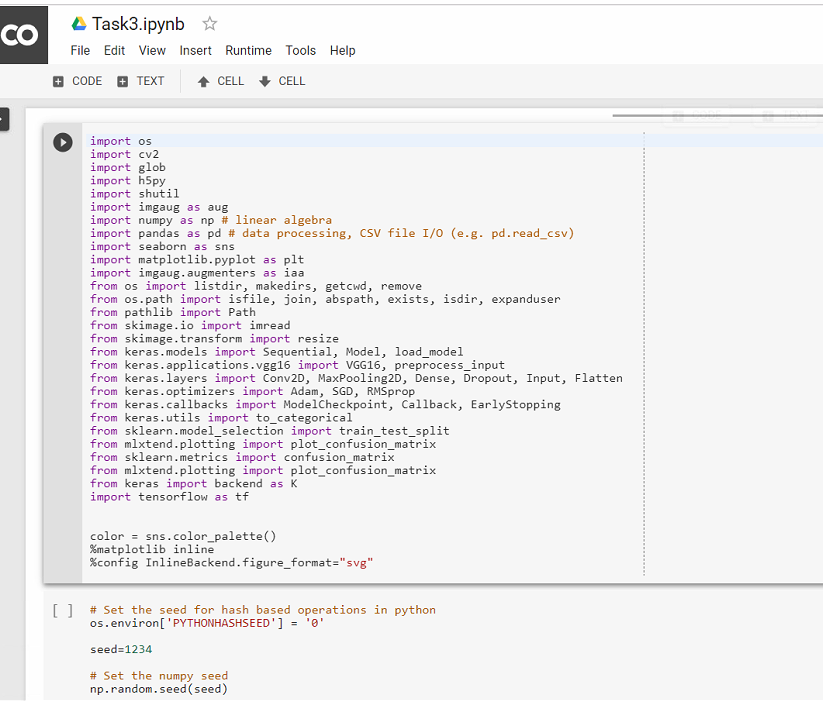 CO
Task3.ipynb
File Edit View Insert Runtime Tools Help
CODE TEXT CELL CELL
import os
import cv2
import glob
import h5py
import shutil
import imgaug as aug
import numpy as np # linear algebra
import pandas as pd # data processing, CSV file I/O (e.g. pd.read_csv)
import seaborn as sns
import matplotlib.pyplot as plt
import imgaug.augmenters as iaa
from os import listdir, makedirs, getcwd, remove
from os.path import isfile, join, abspath, exists, isdir, expanduser
from pathlib import Path
from skimage.io import imread
from skimage.transform import resize
from keras.models import Sequential, Model, load_model
from keras.applications.vgg16 import VGG16, preprocess_input
from keras.layers import Conv2D, MaxPooling2D, Dense, Dropout, Input, Flatten
from keras.optimizers import Adam, SGD, RMSprop
from keras.callbacks import ModelCheckpoint, Callback, EarlyStopping
from keras.utils import to_categorical
from sklearn.model_selection import train_test_split
from mlxtend.plotting import plot_confusion_matrix
from sklearn.metrics import confusion_matrix
from mlxtend.plotting import plot_confusion_matrix
from keras import backend as K
import tensorflow as tf
color = sns.color_palette()
%matplotlib inline
%config InlineBackend.figure_format="svg"
[ ] # Set the seed for hash based operations in python
os.environ['PYTHONHASHSEED'] = '0'
seed=1234
# Set the numpy seed
np.random.seed(seed)